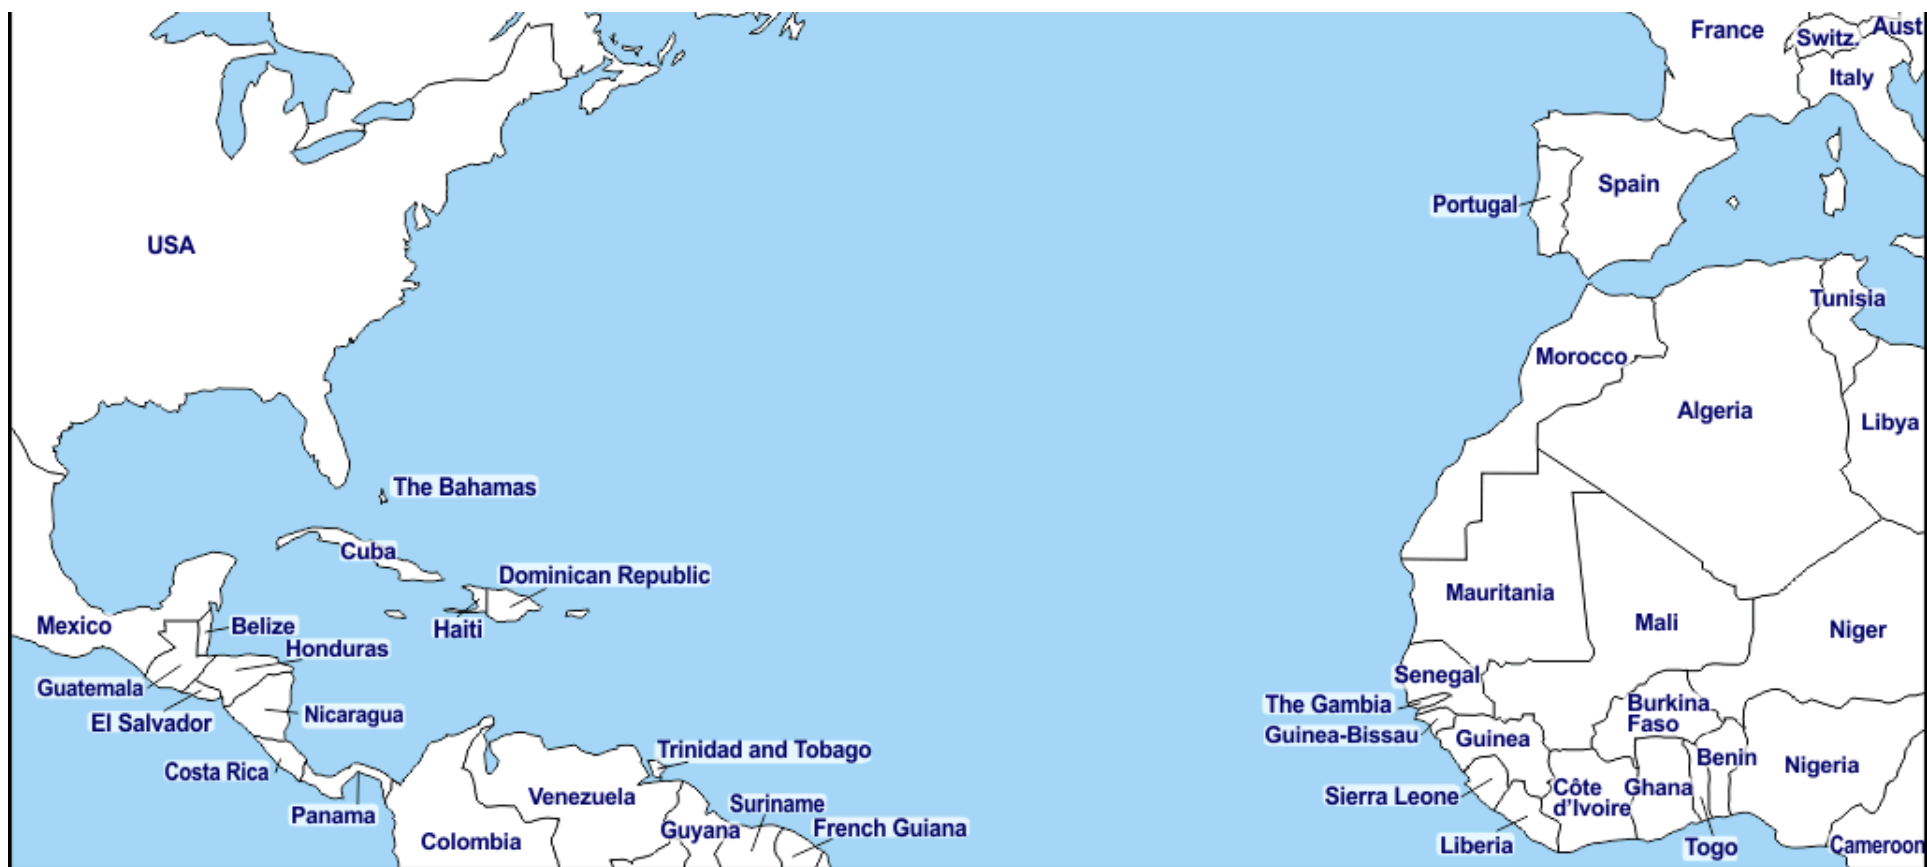 France
Switz.
Aust
Italy
Spain
Portugal
USA
Tunisia
Morocco
Algeria
Libya
The Bahamas
Cuba
Dominican Republic
Haiti
Mexico
Belize
Honduras
Guatemala
El Salvador
Nicaragua
Costa Rica
Panama
Trinidad and Tobago
Venezuela
Suriname
Guyana
French Guiana
Colombia
Mauritania
Mali
Niger
Senegal
The Gambia
Guinea-Bissau
Guinea
Burkina
Faso
Benin
Nigeria
Sierra Leone
Côte
d'Ivoire
Ghana
Liberia
Togo
Cameroon